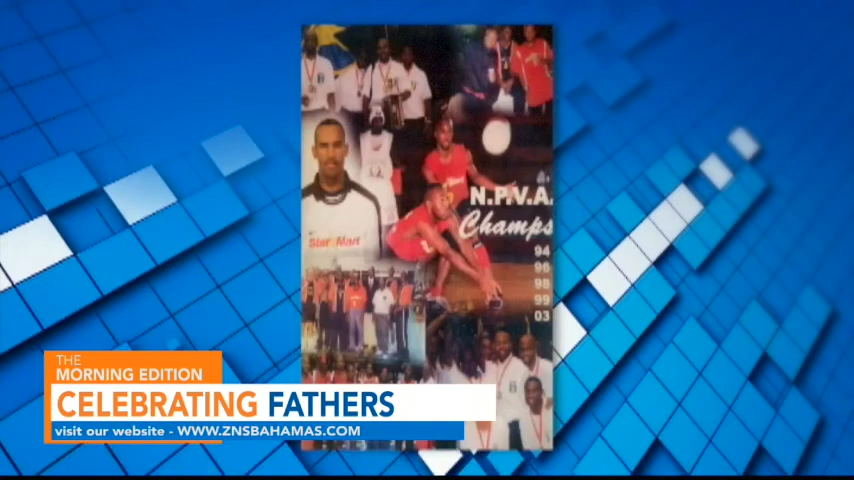 N.P.V.A.
Champs
94
96
98
99
03
Star Mart
THE
MORNING EDITION
CELEBRATING FATHERS
visit our website - WWW.ZNSBAHAMAS.COM